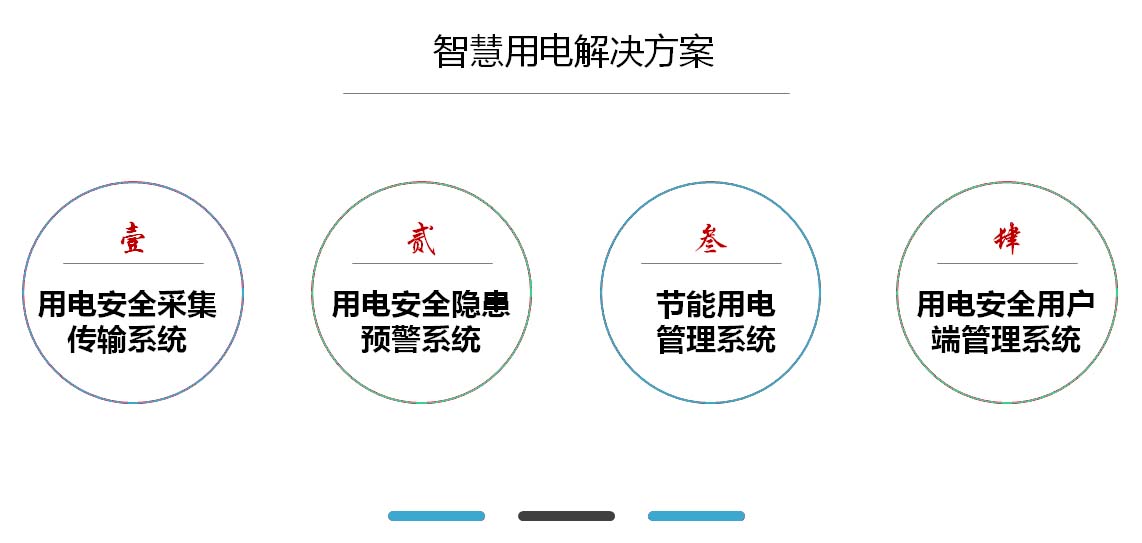 智慧用电解决方案
壹
用电安全采集
传输系统
贰
用电安全隐患
预警系统
叁
节能用电
管理系统
肆
用电安全用户
端管理系统